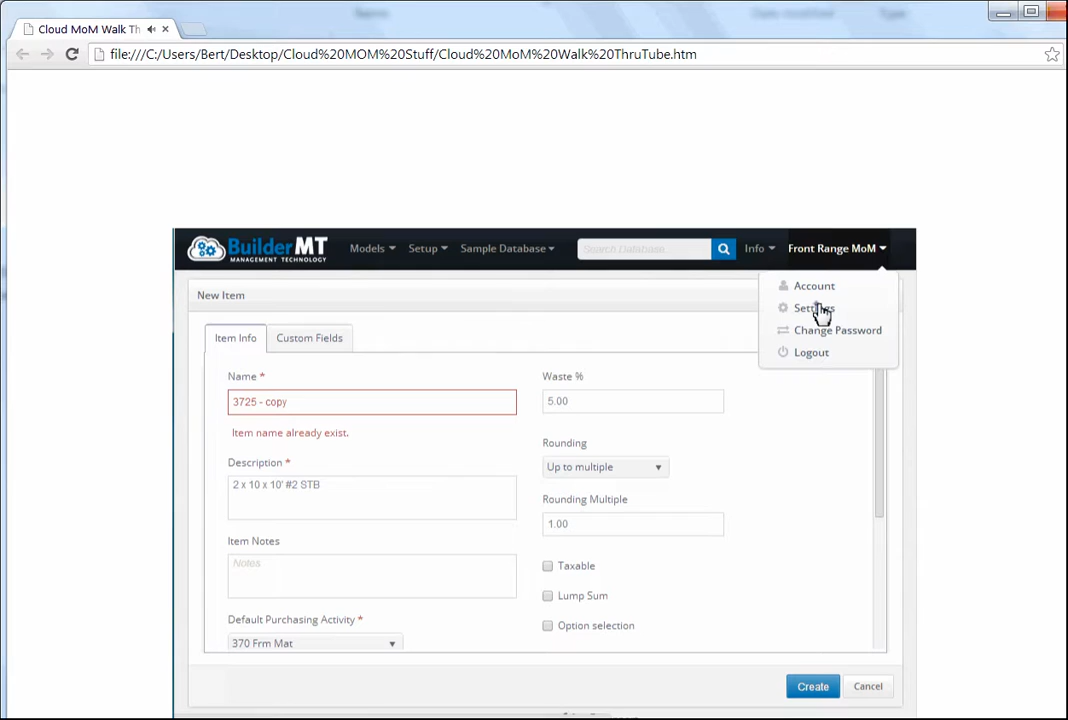 Cloud MoM Walk Th
file:///C:/Users/Bert/Desktop/Cloud%20MOM%20Stuff/Cloud%20MoM%20Walk%20ThruTube.htm
BuilderMT
MANAGEMENT TECHNOLOGY
Models
Setup
Sample Database
Search Database
Info
Front Range MoM
Account
Settings
Change Password
Logout
New Item
Item Info
Custom Fields
Name *
3725 - copy
Item name already exist.
Description *
2 x 10 x 10' #2 STB
Item Notes
Notes
Default Purchasing Activity *
370 Frm Mat
Waste %
5.00
Rounding
Up to multiple
Rounding Multiple
1.00
Taxable
Lump Sum
Option selection
Create
Cancel